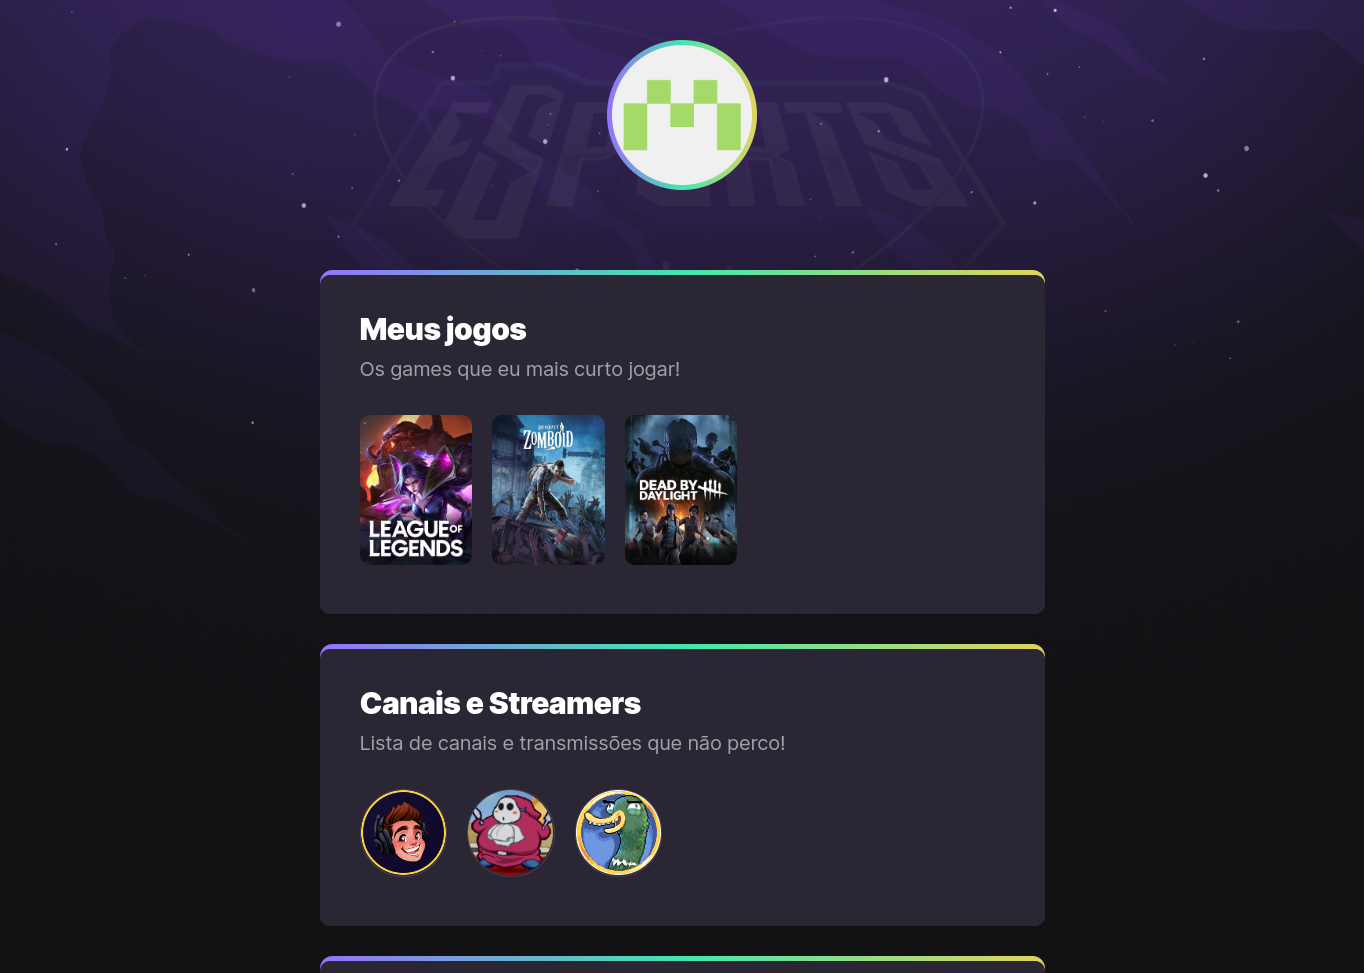 ESPORTS
Meus jogos
Os games que eu mais curto jogar!
LEAGUE OF
LEGENDS
project
ZOMBOID
DEAD BY
DAYLIGHT
Canais e Streamers
Lista de canais e transmissões que não perco!